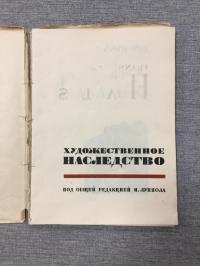 ХУДОЖЕСТВЕННОЕ
НАСЛЕДСТВО
ПОД ОБЩЕЙ РЕДАКЦИЕЙ И. ЛУППОЛА